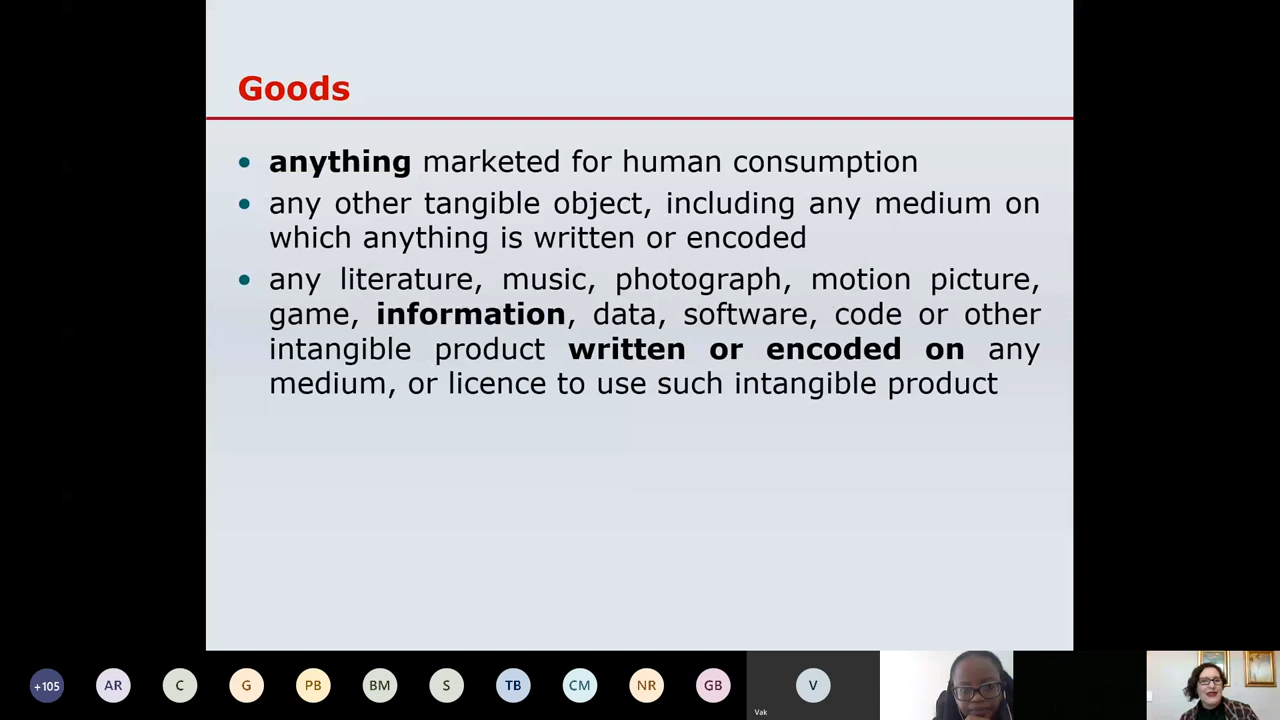 Goods
• anything marketed for human consumption
• any other tangible object, including any medium on
which anything is written or encoded
• any literature, music, photograph, motion picture,
game, information, data, software, code or other
intangible product written or encoded on any
medium, or licence to use such intangible product
+105 AR C G PB BM S TB CM NR GB V
Vak